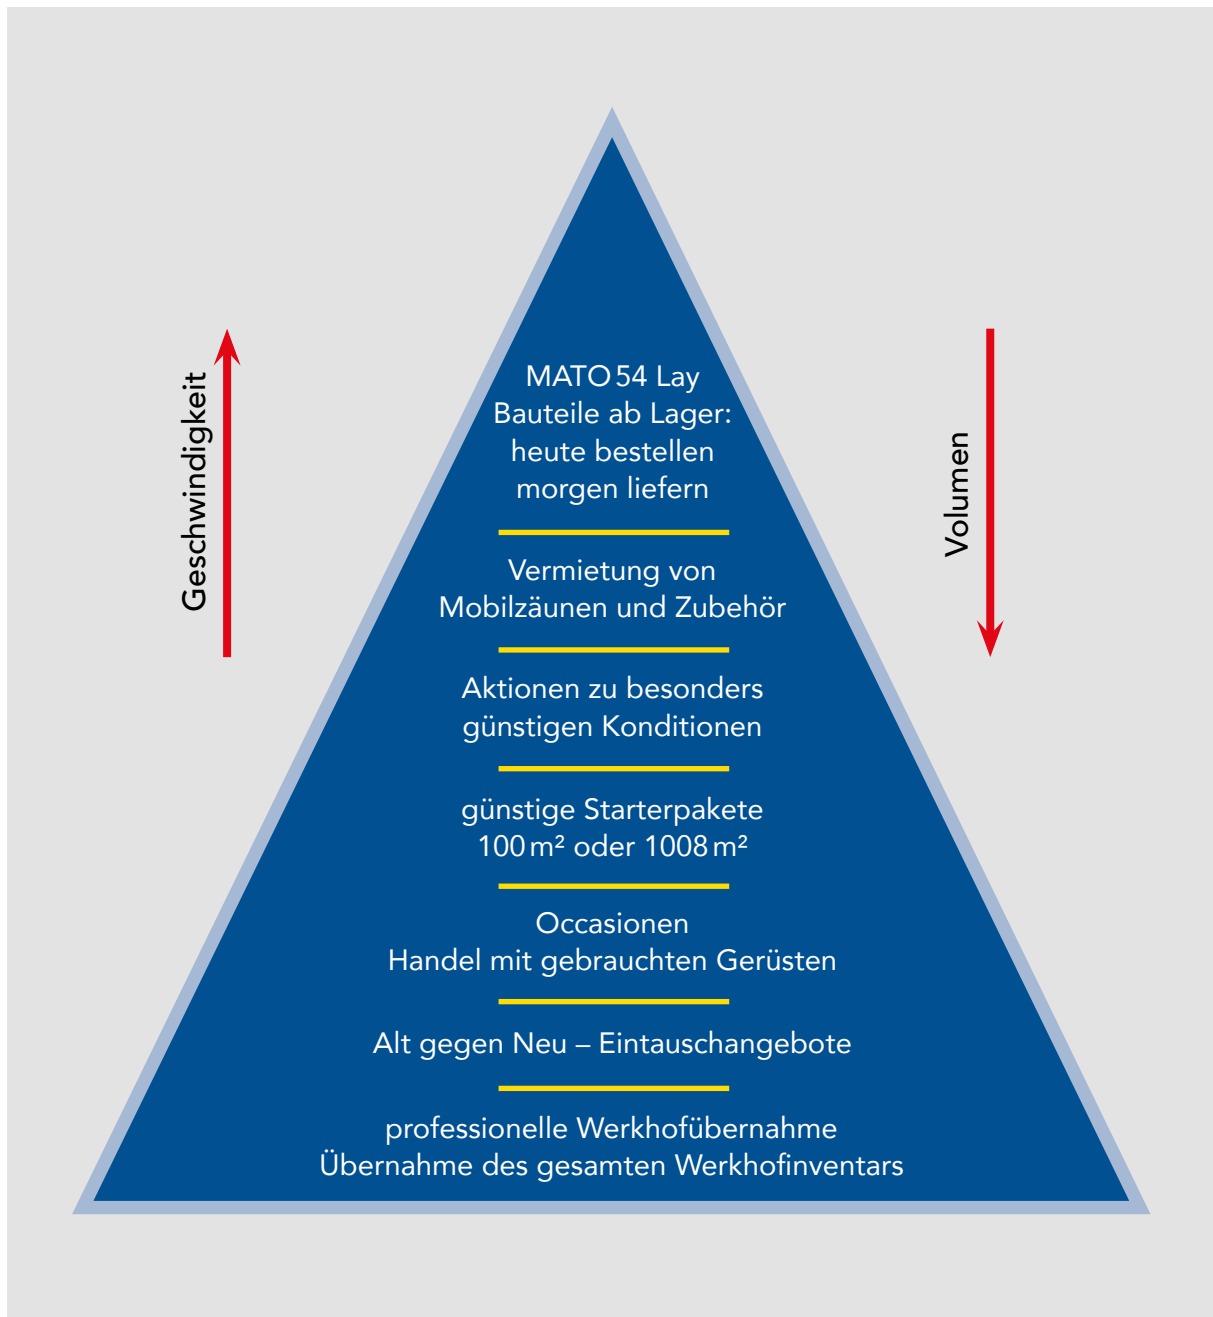 Geschwindigkeit
Volumen
MATO 54 Lay
Bauteile ab Lager:
heute bestellen
morgen liefern
Vermietung von
Mobilzäunen und Zubehör
Aktionen zu besonders
günstigen Konditionen
günstige Starterpakete
100 m² oder 1008 m²
Occasionen
Handel mit gebrauchten Gerüsten
Alt gegen Neu – Eintauschangebote
professionelle Werkhofübernahme
Übernahme des gesamten Werkhofinventars